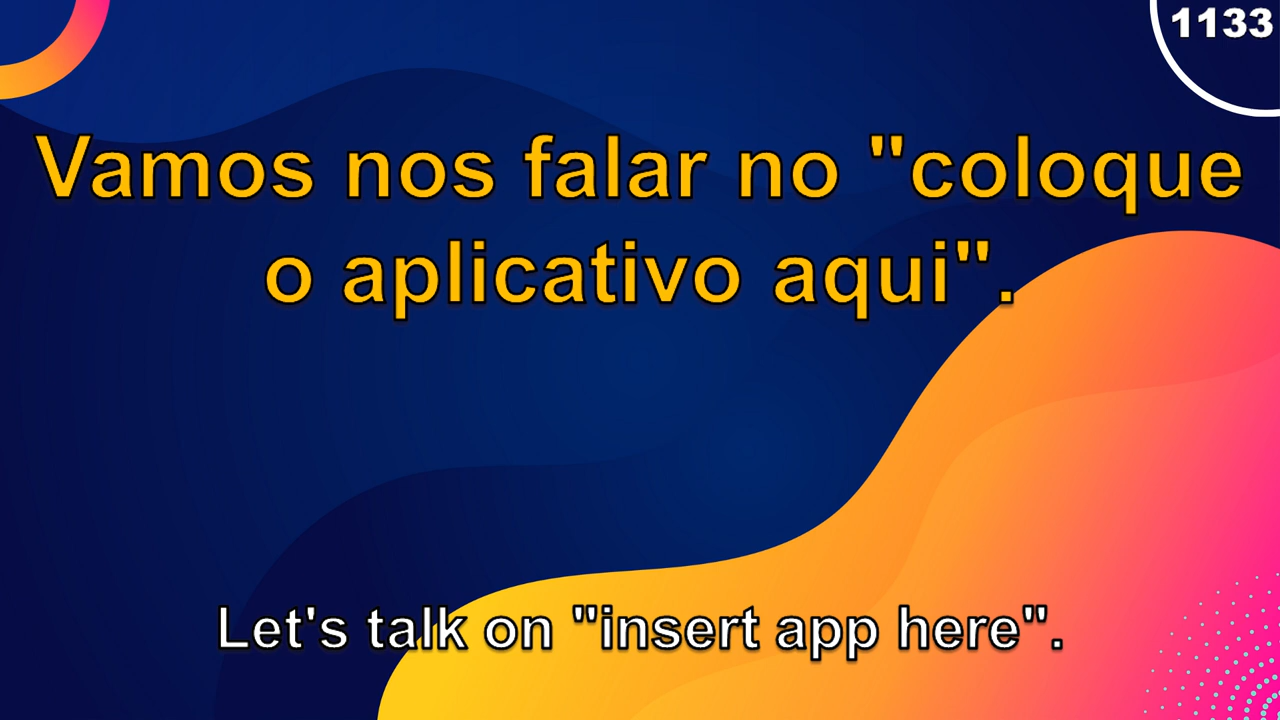 1133
Vamos nos falar no "coloque
o aplicativo aqui".
Let's talk on "insert app here".